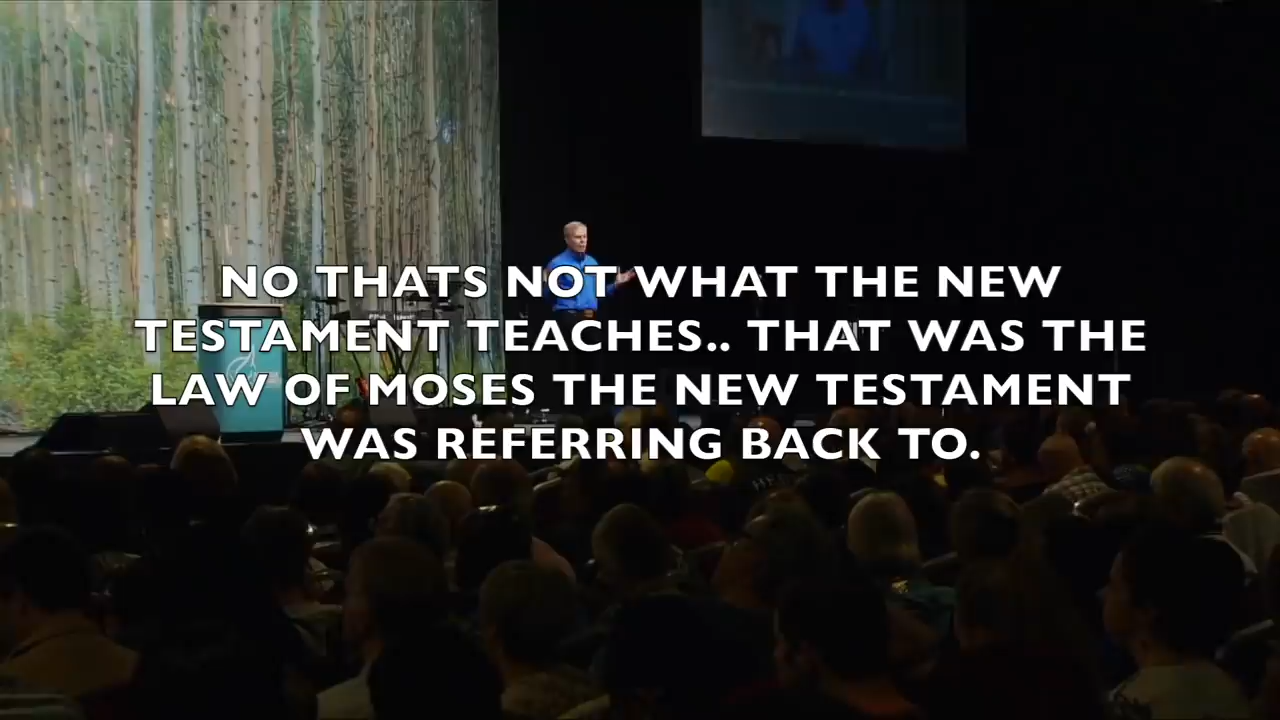 NO THATS NOT WHAT THE NEW
TESTAMENT TEACHES.. THAT WAS THE
LAW OF MOSES THE NEW TESTAMENT
WAS REFERRING BACK TO.